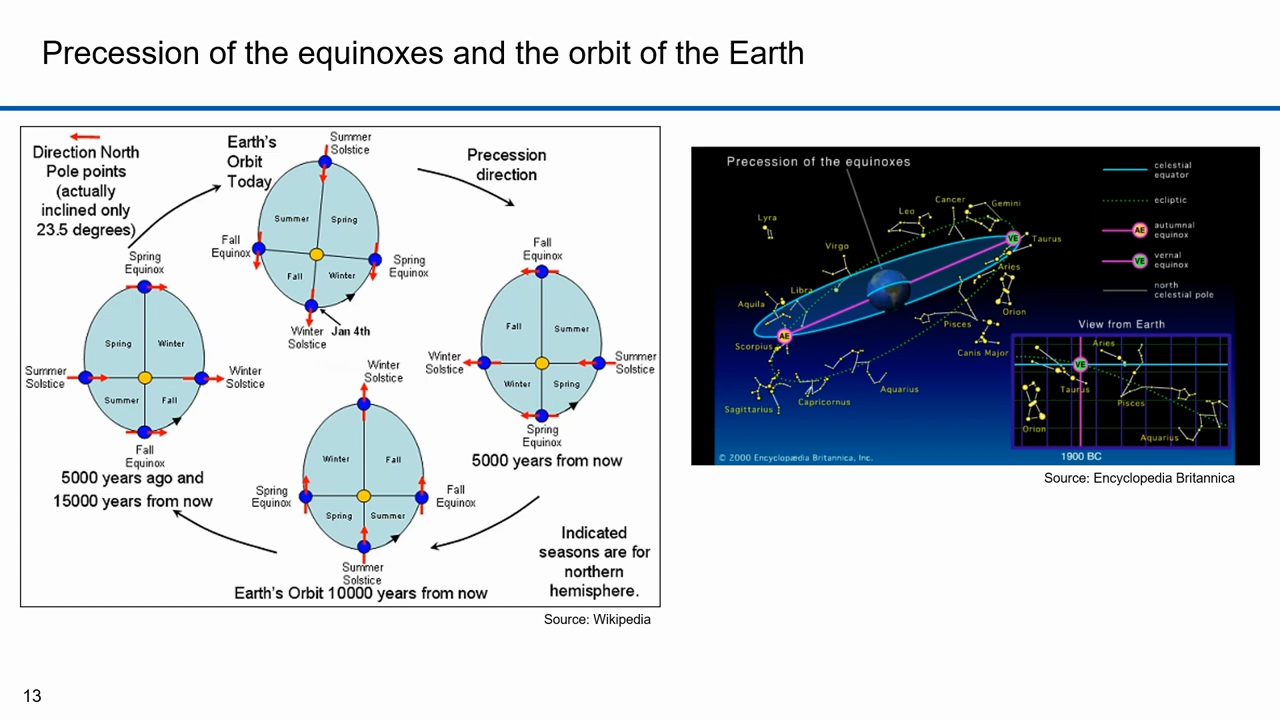 Precession of the equinoxes and the orbit of the Earth
Direction North
Pole points
(actually
inclined only
23.5 degrees)
Earth's
Orbit
Today
Summer
Solstice
Precession
direction
Summer
Spring
Fall
Equinox
Spring
Equinox
Fall
Winter
Winter
Solstice
Jan 4th
Spring
Equinox
Spring
Winter
Summer
Solstice
Winter
Solstice
Summer
Fall
Fall
Equinox
5000 years ago and
15000 years from now
Fall
Equinox
Fall
Summer
Winter
Solstice
Summer
Solstice
Winter
Spring
Spring
Equinox
5000 years from now
Winter
Solstice
Winter
Fall
Spring
Equinox
Fall
Equinox
Spring
Summer
Summer
Solstice
Earth's Orbit 10000 years from now
Indicated
seasons are for
northern
hemisphere.
Source: Wikipedia
Precession of the equinoxes
celestial
equator
ecliptic
autumnal
AE
equinox
vernal
VE
equinox
north
celestial pole
Lyra
Leo
Cancer
Gemini
Virgo
VE
Taurus
Aries
Libra
Aquila
Orion
AE
Scorpius
Pisces
Canis Major
Aquarius
Capricornus
Sagittarius
View from Earth
Aries
VE
Taurus
Pisces
Orion
Aquarius
1900 BC
© 2000 Encyclopædia Britannica, Inc.
Source: Encyclopedia Britannica
13